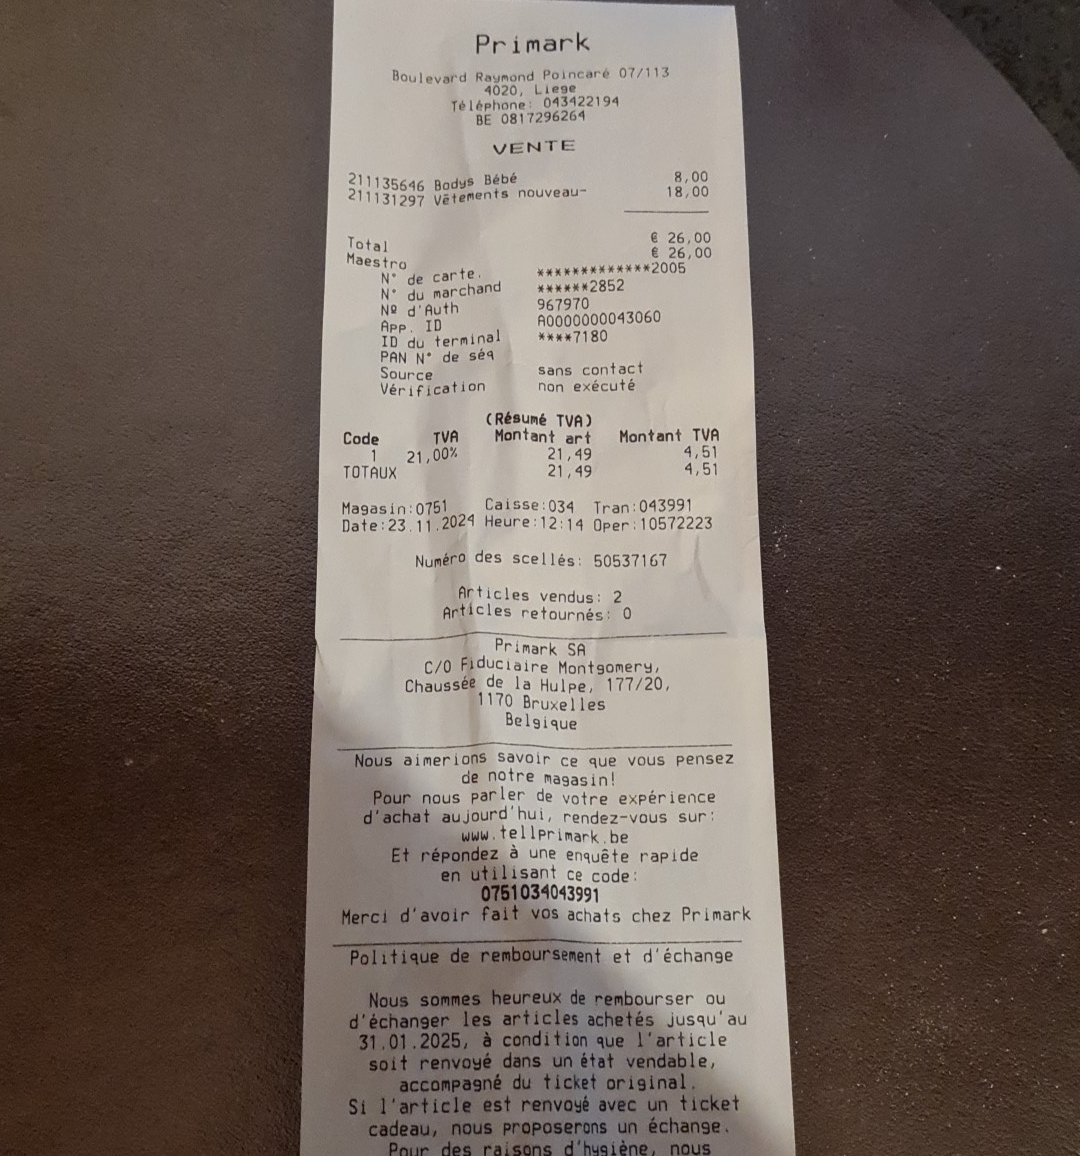 Primark
Boulevard Raymond Poincaré 07/113
4020, Liege
Téléphone: 043422194
BE 0817296264
VENTE
211135646 Bodys Bébé 8,00
211131297 Vêtements nouveau- 18,00
Total € 26,00
Maestro € 26,00
N° de carte. *************2005
N° du marchand ******2852
Nº d'Auth 967970
App. ID A0000000043060
ID du terminal ****7180
PAN N° de séq
Source sans contact
Vérification non exécuté
(Résumé TVA)
Code TVA Montant art Montant TVA
1 21,00% 21,49 4,51
TOTAUX 21,49 4,51
Magasin:0751 Caisse:034 Tran:043991
Date:23.11.2024 Heure:12:14 Oper:10572223
Numéro des scellés: 50537167
Articles vendus: 2
Articles retournés: 0
Primark SA
C/O Fiduciaire Montgomery,
Chaussée de la Hulpe, 177/20,
1170 Bruxelles
Belgique
Nous aimerions savoir ce que vous pensez
de notre magasin!
Pour nous parler de votre expérience
d'achat aujourd'hui, rendez-vous sur:
www.tellprimark.be
Et répondez à une enquête rapide
en utilisant ce code:
0751034043991
Merci d'avoir fait vos achats chez Primark
Politique de remboursement et d'échange
Nous sommes heureux de rembourser ou
d'échanger les articles achetés jusqu'au
31.01.2025, à condition que l'article
soit renvoyé dans un état vendable,
accompagné du ticket original.
Si l'article est renvoyé avec un ticket
cadeau, nous proposerons un échange.
Pour des raisons d'hygiène, nous